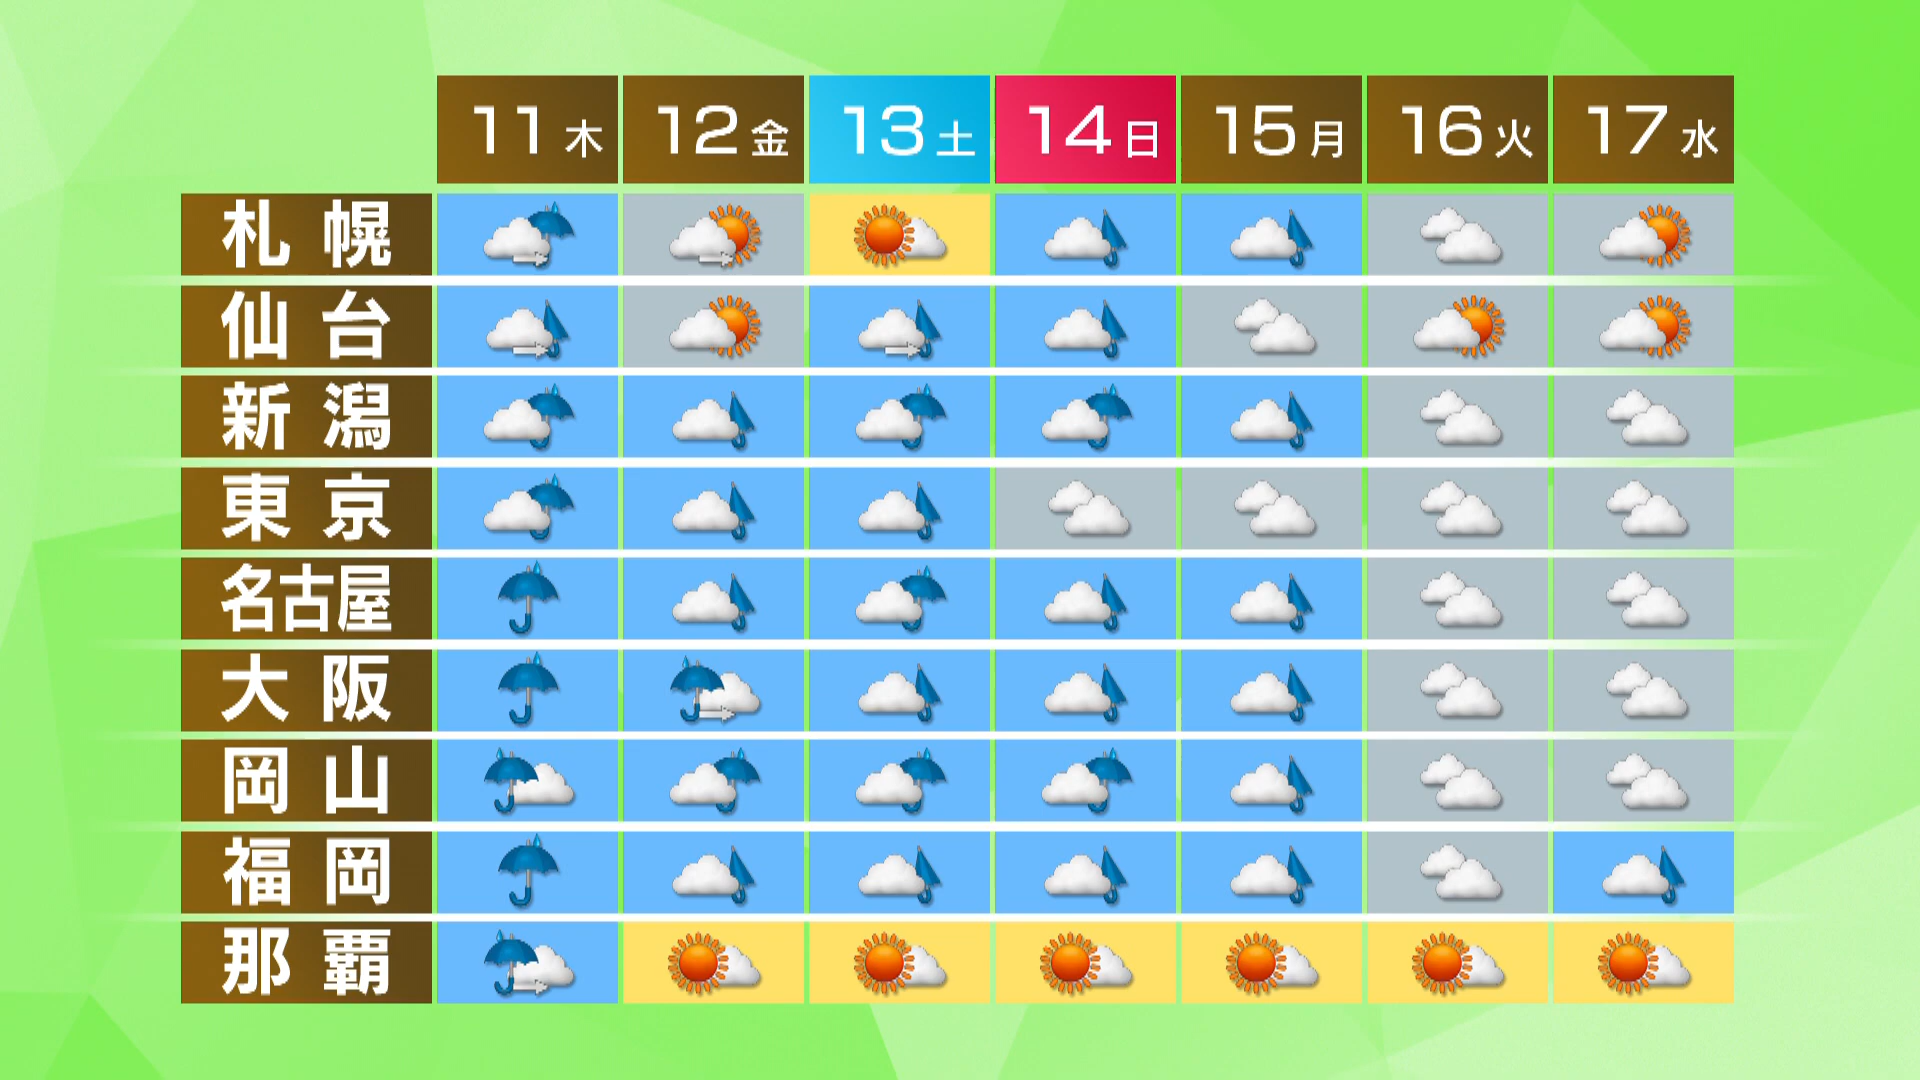 11木 12金 13土 14日 15月 16火 17水
札幌
仙台
新潟
東京
名古屋
大阪
岡山
福岡
那覇